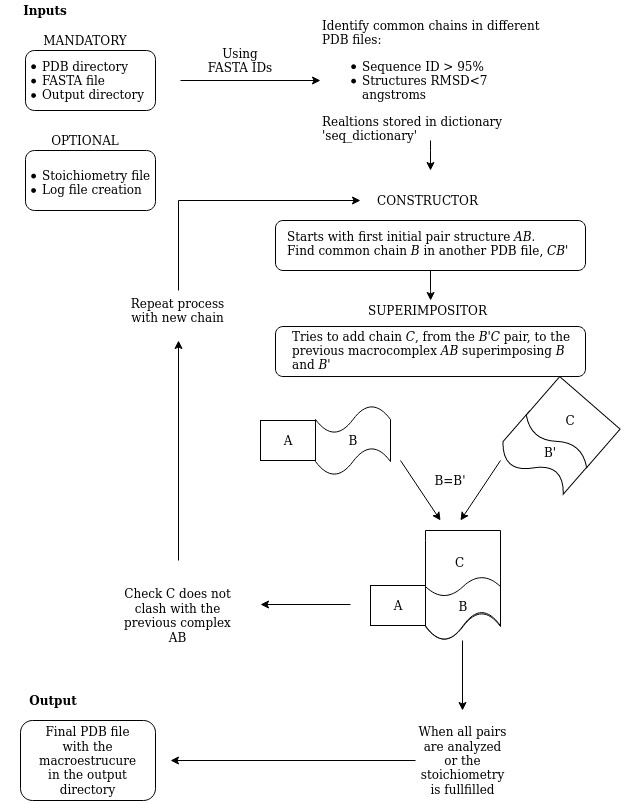 Inputs
MANDATORY
• PDB directory
• FASTA file
• Output directory
OPTIONAL
• Stoichiometry file
• Log file creation
Using
FASTA IDs
Identify common chains in different
PDB files:
• Sequence ID > 95%
• Structures RMSD<7
angstroms
Realtions stored in dictionary
'seq_dictionary'
CONSTRUCTOR
Starts with first initial pair structure AB.
Find common chain B in another PDB file, CB'
SUPERIMPOSITOR
Tries to add chain C, from the B'C pair, to the
previous macrocomplex AB superimposing B
and B'
Repeat process
with new chain
A
B
C
B'
B=B'
C
A
B
Check C does not
clash with the
previous complex
AB
When all pairs
are analyzed
or the
stoichiometry
is fullfilled
Output
Final PDB file
with the
macroestrucure
in the output
directory